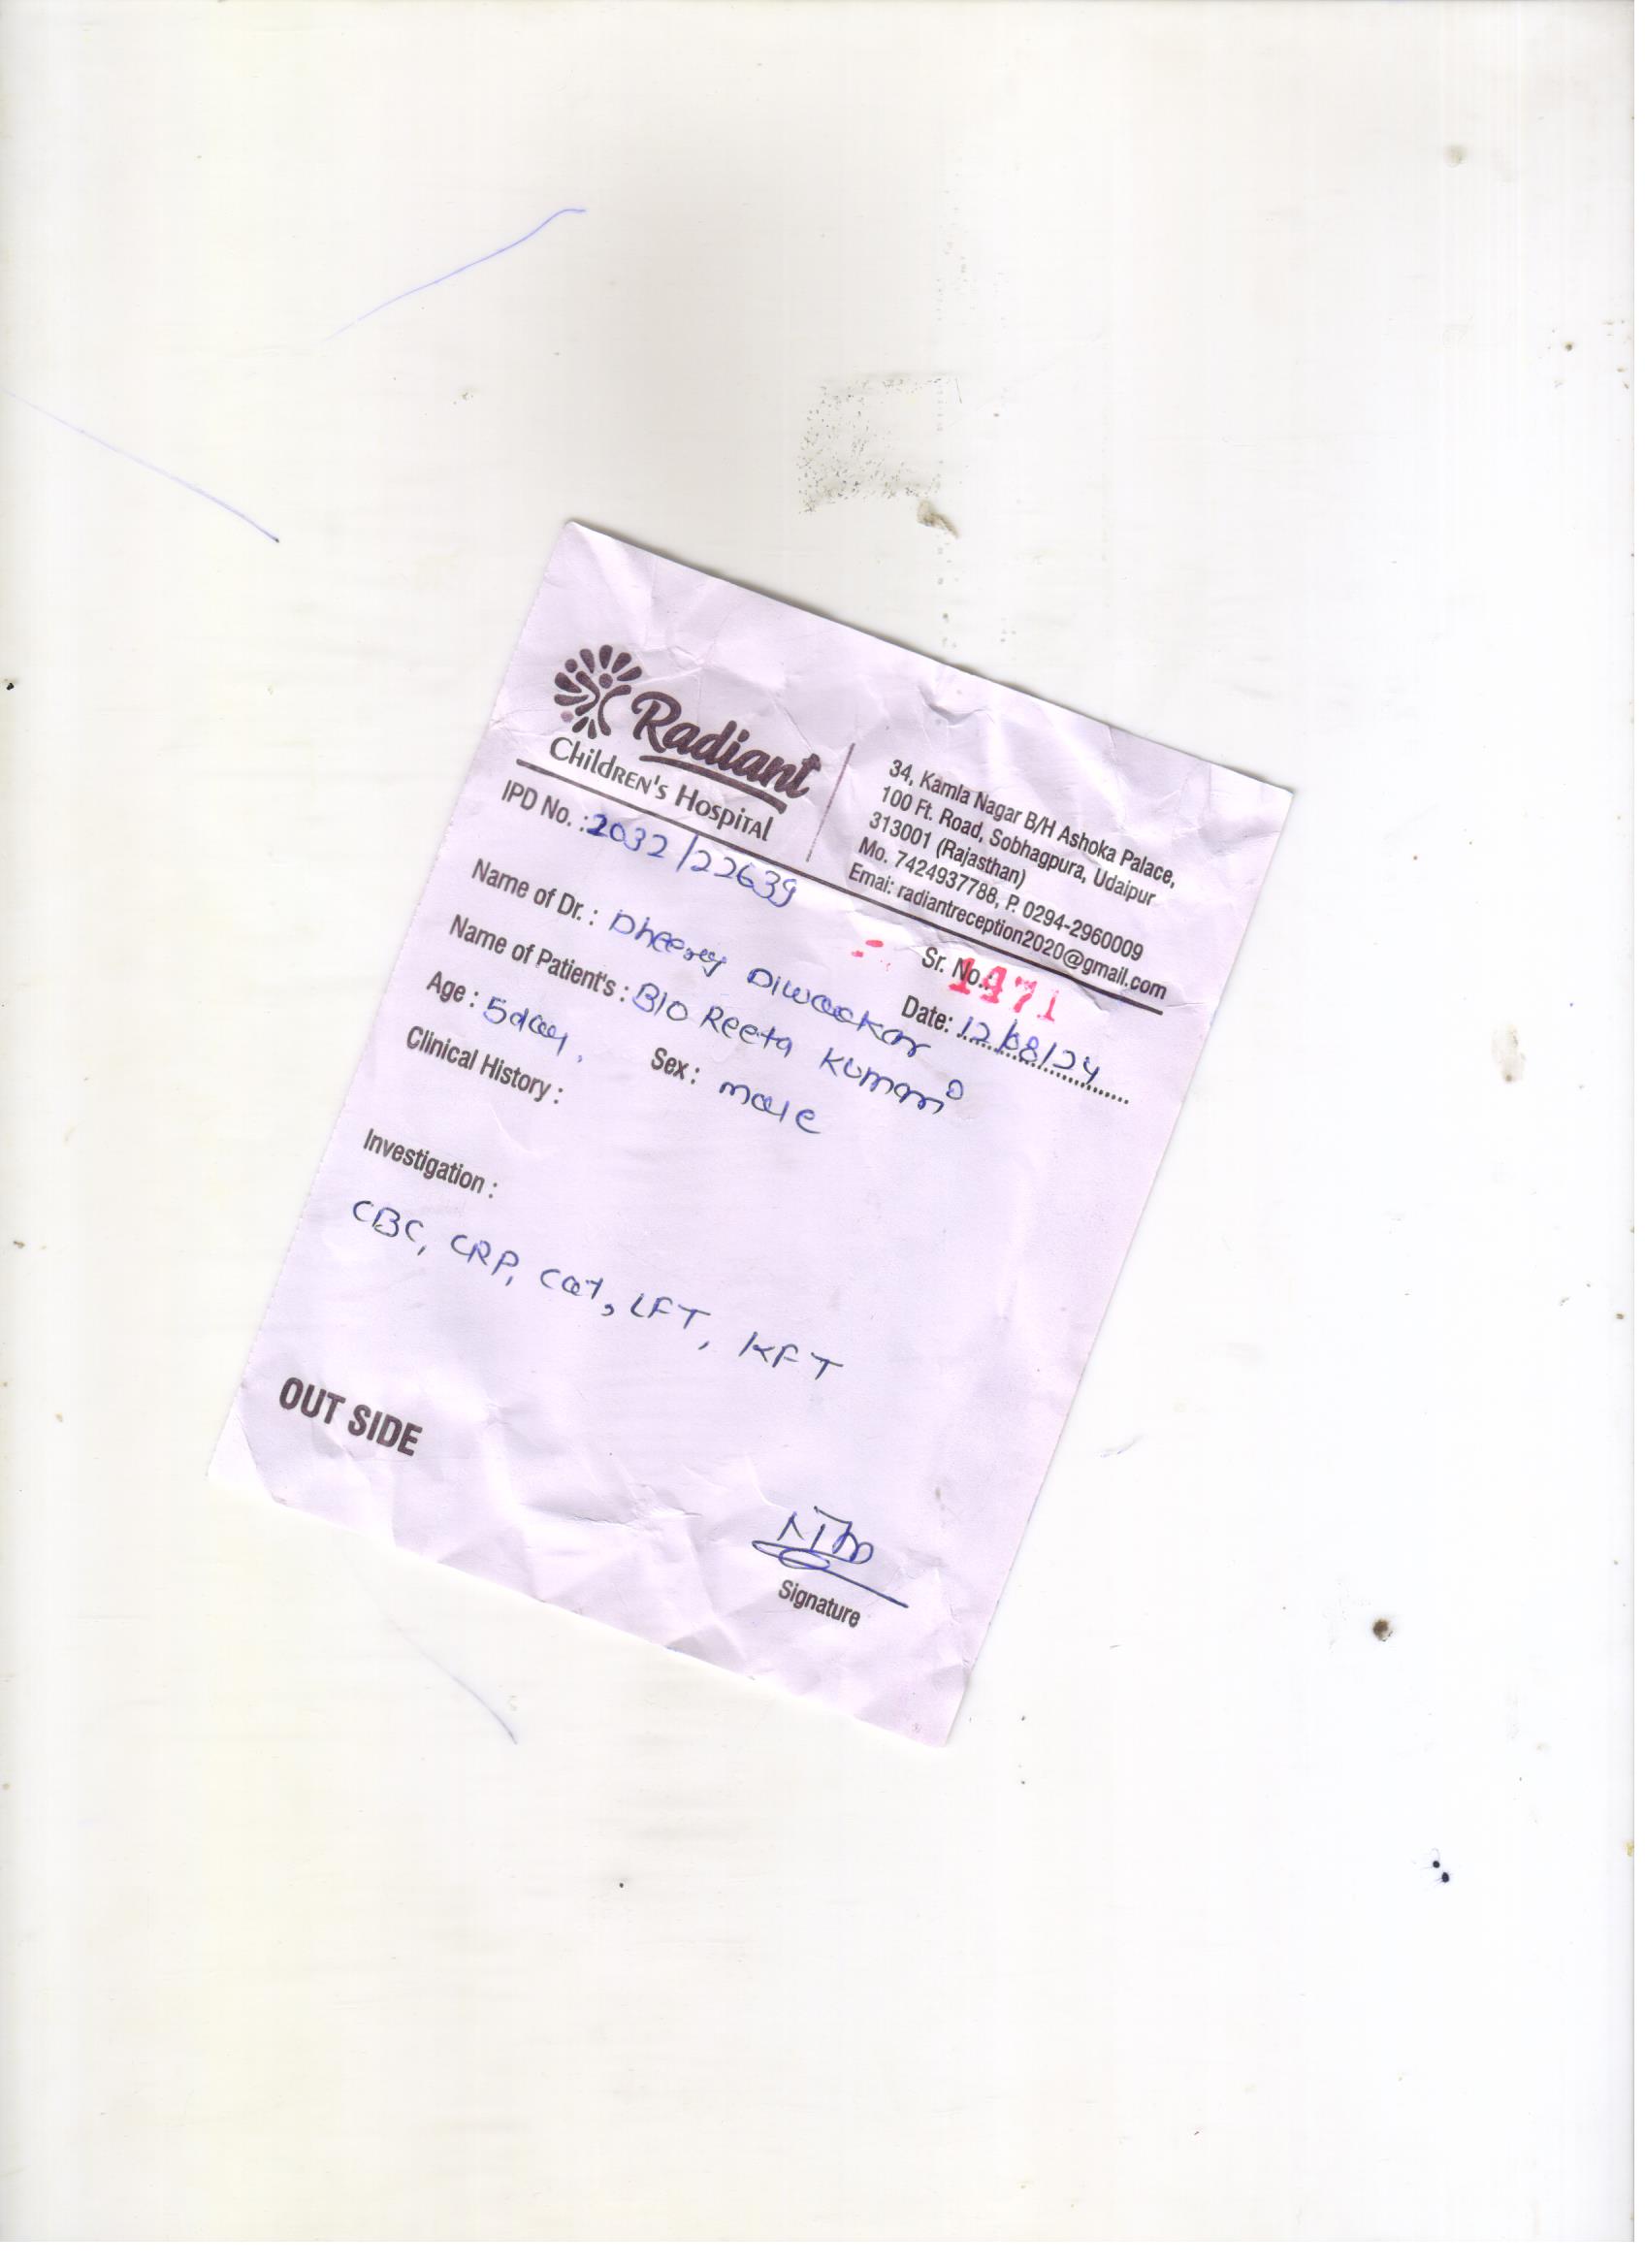 Radiant
Children's Hospital
34, Kamla Nagar B/H Ashoka Palace,
100 Ft. Road, Sobhagpura, Udaipur
313001 (Rajasthan)
Mo. 7424937788, P. 0294-2960009
Emai: radiantreception2020@gmail.com
IPD No. : 2032/22639
Sr. No.: 1471
Name of Dr. : Dheeraj Diwaakar
Date: 12/08/24
Name of Patient's : B/O Reeta Kumari
Age : 5day, Sex : male
Clinical History :
Investigation :
CBC, CRP, Cat, LFT, KFT
OUT SIDE
Signature